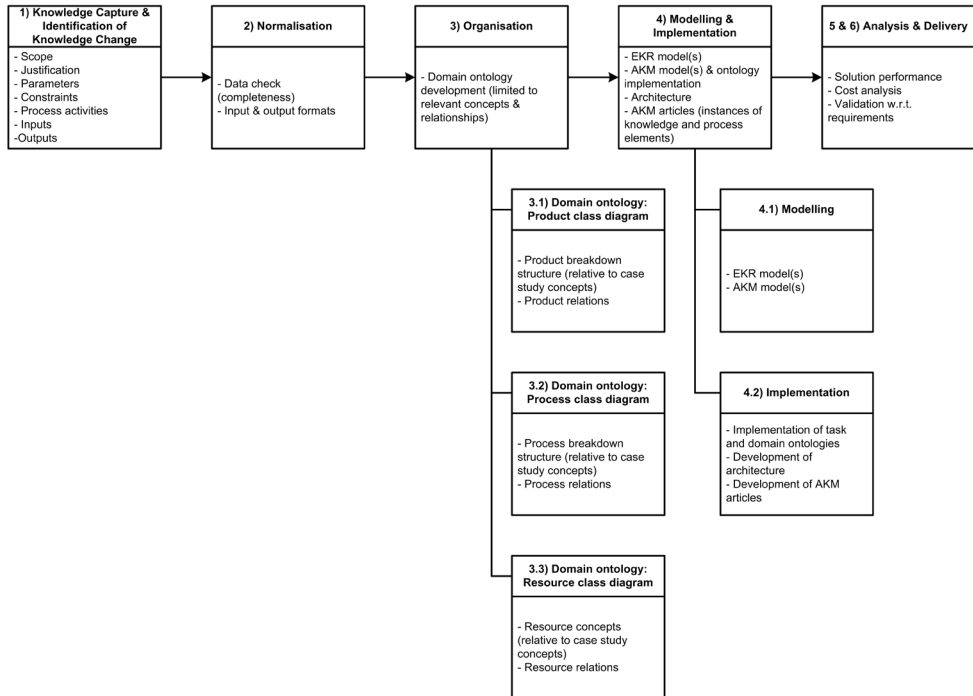 1) Knowledge Capture &
Identification of
Knowledge Change
- Scope
- Justification
- Parameters
- Constraints
- Process activities
- Inputs
-Outputs
2) Normalisation
- Data check
(completeness)
- Input & output formats
3) Organisation
- Domain ontology
development (limited to
relevant concepts &
relationships)
4) Modelling &
Implementation
- EKR model(s)
- AKM model(s) & ontology
implementation
- Architecture
- AKM articles (instances of
knowledge and process
elements)
5 & 6) Analysis & Delivery
- Solution performance
- Cost analysis
- Validation w.r.t.
requirements
3.1) Domain ontology:
Product class diagram
- Product breakdown
structure (relative to case
study concepts)
- Product relations
4.1) Modelling
- EKR model(s)
- AKM model(s)
3.2) Domain ontology:
Process class diagram
- Process breakdown
structure (relative to case
study concepts)
- Process relations
4.2) Implementation
- Implementation of task
and domain ontologies
- Development of
architecture
- Development of AKM
articles
3.3) Domain ontology:
Resource class diagram
- Resource concepts
(relative to case study
concepts)
- Resource relations